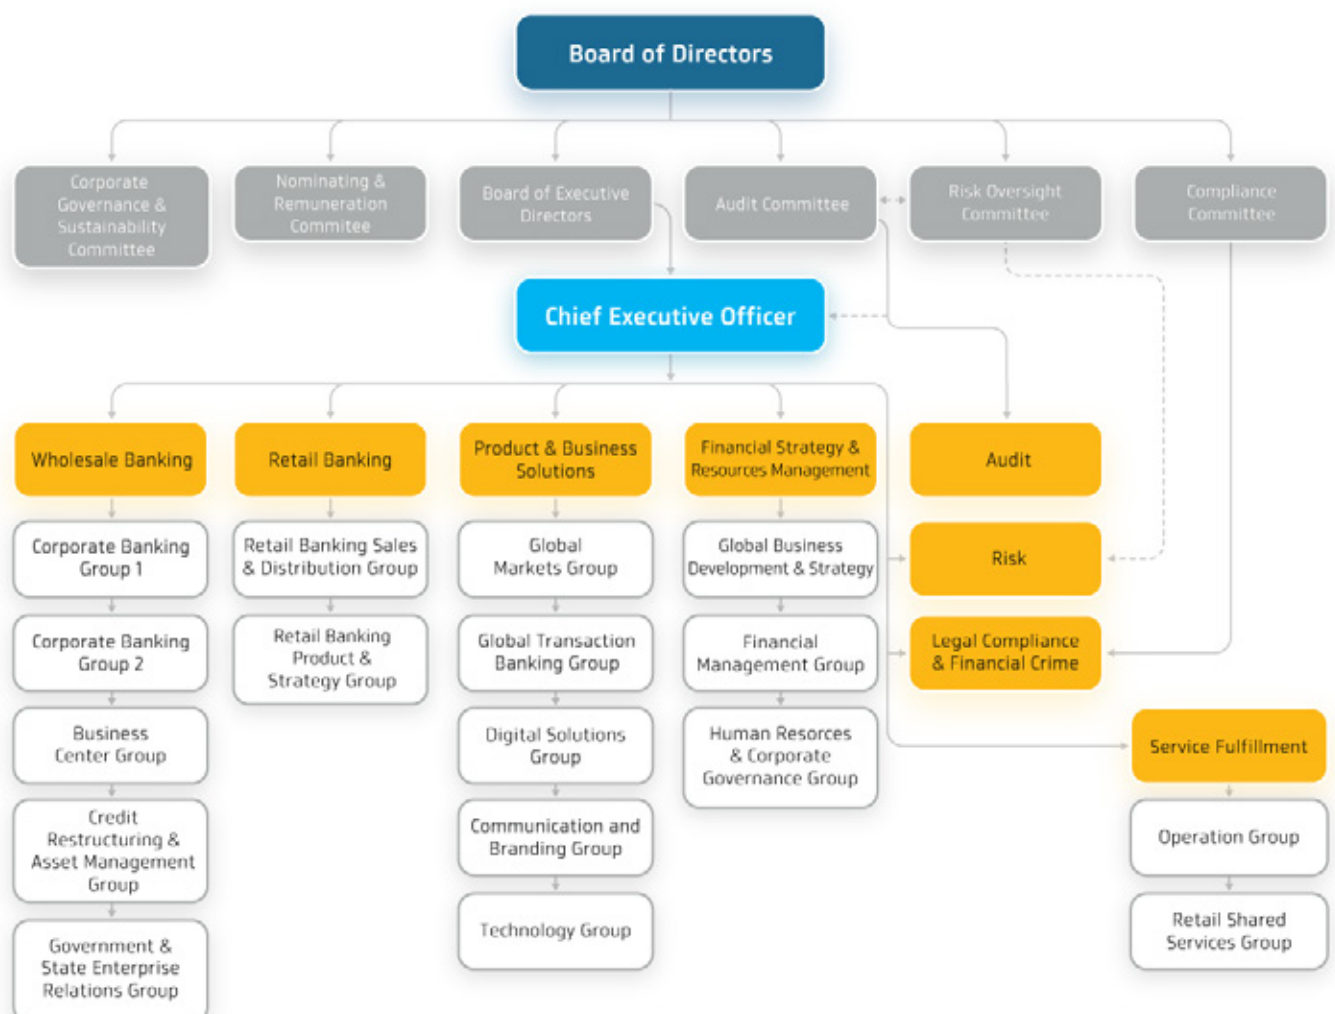 Board of Directors
Corporate
Governance &
Sustainability
Committee
Nominating &
Remuneration
Commitee
Board of Executive
Directors
Audit Committee
Risk Oversight
Committee
Compliance
Committee
Chief Executive Officer
Wholesale Banking
Retail Banking
Product & Business
Solutions
Financial Strategy &
Resources Management
Audit
Corporate Banking
Group 1
Retail Banking Sales
& Distribution Group
Global
Markets Group
Global Business
Development & Strategy
Risk
Corporate Banking
Group 2
Retail Banking
Product &
Strategy Group
Global Transaction
Banking Group
Financial
Management Group
Legal Compliance
& Financial Crime
Business
Center Group
Digital Solutions
Group
Human Resorces
& Corporate
Governance Group
Service Fulfillment
Credit
Restructuring &
Asset Management
Group
Communication and
Branding Group
Operation Group
Government &
State Enterprise
Relations Group
Technology Group
Retail Shared
Services Group